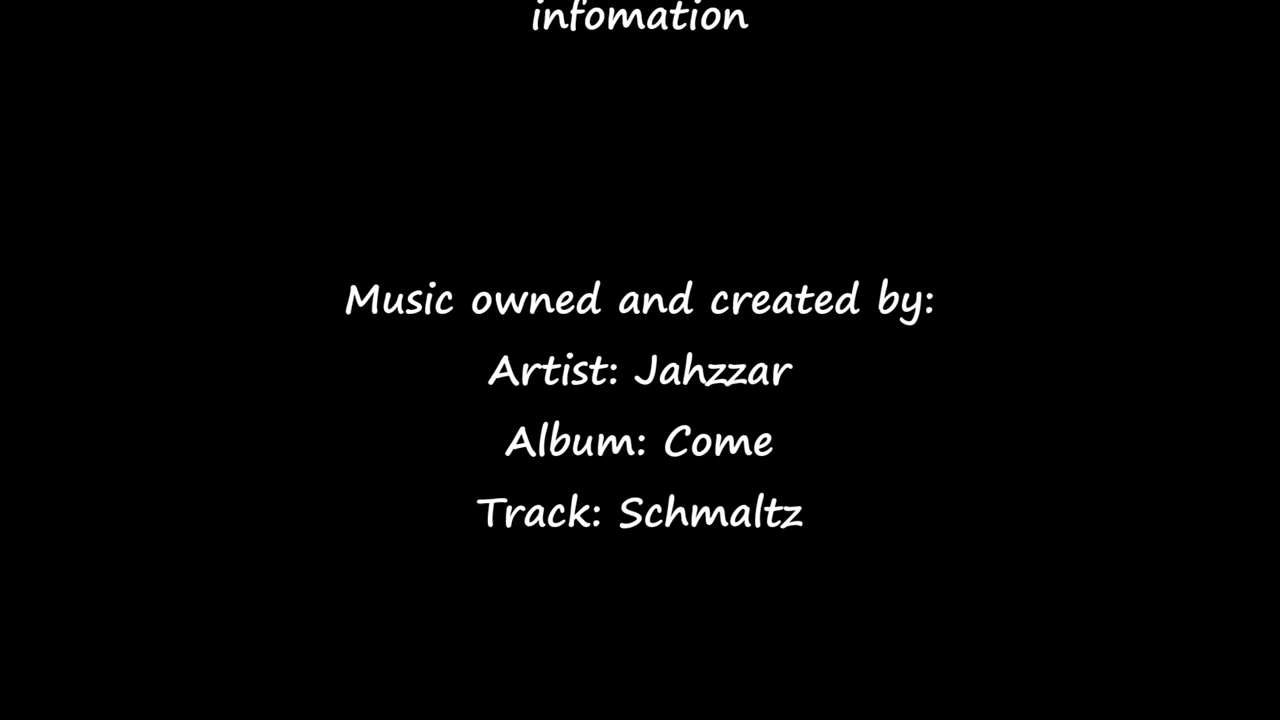 infomation
Music owned and created by:
Artist: Jahzzar
Album: Come
Track: Schmaltz